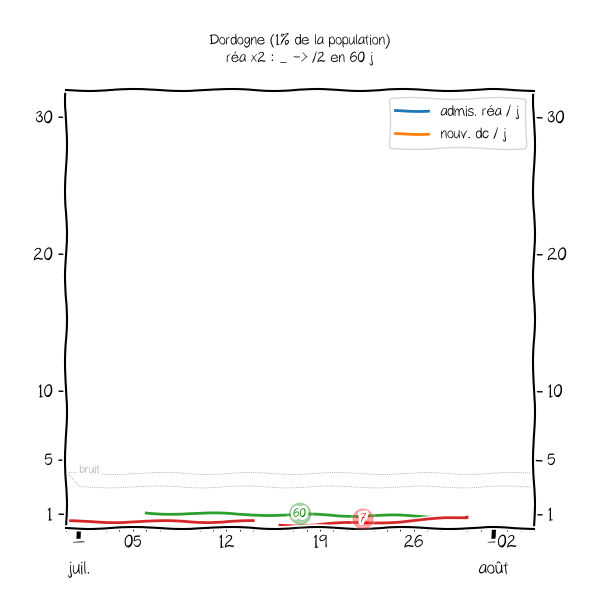 Dordogne (1% de la population)
réa x2 : _ -> /2 en 60 j
admis. réa / j
nouv. dc / j
30 30
20 20
10 10
5 5
bruit
1 60 7 1
05 12 19 26 02
juil. août